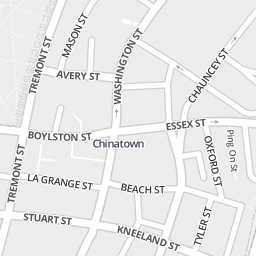 TREMONT ST
MASON ST
WASHINGTON ST
CHAUNCEY ST
AVERY ST
BOYLSTON ST
ESSEX ST
Chinatown
OXFORD ST
Ping On St
TREMONT ST
LA GRANGE ST
BEACH ST
STUART ST
KNEELAND ST
TYLER ST